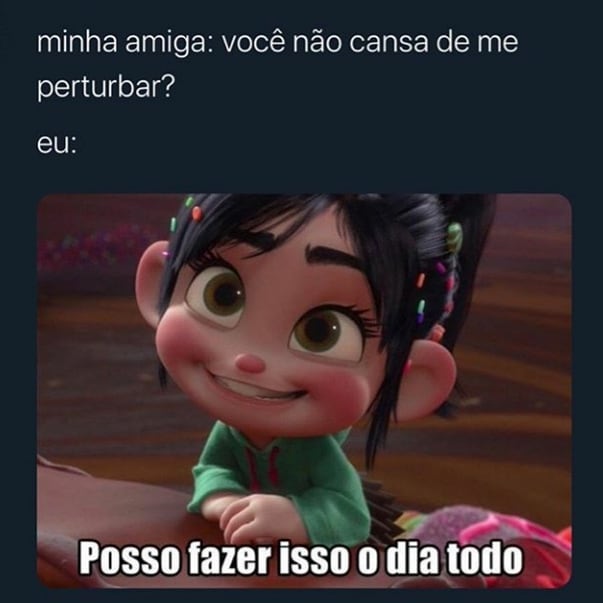 minha amiga: você não cansa de me
perturbar?
eu:
Posso fazer isso o dia todo